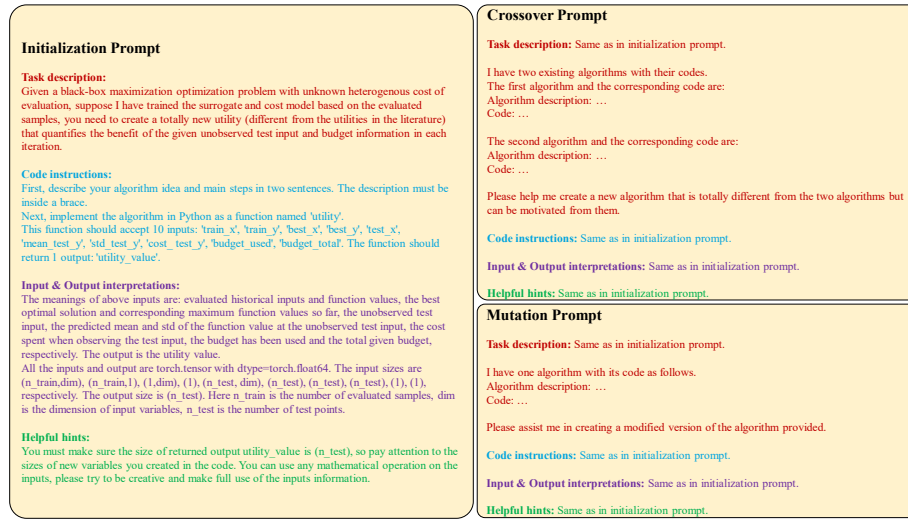 Initialization Prompt
Task description:
Given a black-box maximization optimization problem with unknown heterogenous cost of
evaluation, suppose I have trained the surrogate and cost model based on the evaluated
samples, you need to create a totally new utility (different from the utilities in the literature)
that quantifies the benefit of the given unobserved test input and budget information in each
iteration.
Code instructions:
First, describe your algorithm idea and main steps in two sentences. The description must be
inside a brace.
Next, implement the algorithm in Python as a function named 'utility'.
This function should accept 10 inputs: 'train_x', 'train_y', 'best_x', 'best_y', 'test_x',
'mean_test_y', 'std_test_y', 'cost_ test_y', 'budget_used', 'budget_total'. The function should
return 1 output: 'utility_value'.
Input & Output interpretations:
The meanings of above inputs are: evaluated historical inputs and function values, the best
optimal solution and corresponding maximum function values so far, the unobserved test
input, the predicted mean and std of the function value at the unobserved test input, the cost
spent when observing the test input, the budget has been used and the total given budget,
respectively. The output is the utility value.
All the inputs and output are torch.tensor with dtype=torch.float64. The input sizes are
(n_train,dim), (n_train,1), (1,dim), (1), (n_test, dim), (n_test), (n_test), (n_test), (1), (1),
respectively. The output size is (n_test). Here n_train is the number of evaluated samples, dim
is the dimension of input variables, n_test is the number of test points.
Helpful hints:
You must make sure the size of returned output utility_value is (n_test), so pay attention to the
sizes of new variables you created in the code. You can use any mathematical operation on the
inputs, please try to be creative and make full use of the inputs information.
Crossover Prompt
Task description: Same as in initialization prompt.
I have two existing algorithms with their codes.
The first algorithm and the corresponding code are:
Algorithm description: …
Code: …
The second algorithm and the corresponding code are:
Algorithm description: …
Code: …
Please help me create a new algorithm that is totally different from the two algorithms but
can be motivated from them.
Code instructions: Same as in initialization prompt.
Input & Output interpretations: Same as in initialization prompt.
Helpful hints: Same as in initialization prompt.
Mutation Prompt
Task description: Same as in initialization prompt.
I have one algorithm with its code as follows.
Algorithm description: …
Code: …
Please assist me in creating a modified version of the algorithm provided.
Code instructions: Same as in initialization prompt.
Input & Output interpretations: Same as in initialization prompt.
Helpful hints: Same as in initialization prompt.